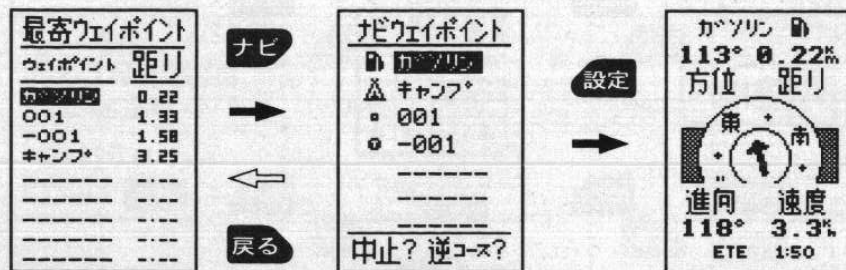 最寄ウェイポイント
ウェイポイント 距り
ガソリン 0.22
001 1.33
-001 1.58
キャンプ 3.25
------ -.--
------ -.--
------ -.--
------ -.--
------ -.--
ナビ
戻る
ナビウェイポイント
ガソリン
キャンプ
001
-001
------
------
------
中止? 逆コース?
設定
ガソリン
113° 0.22km
方位 距り
東 南
進向 速度
118° 3.3
ETE 1:50